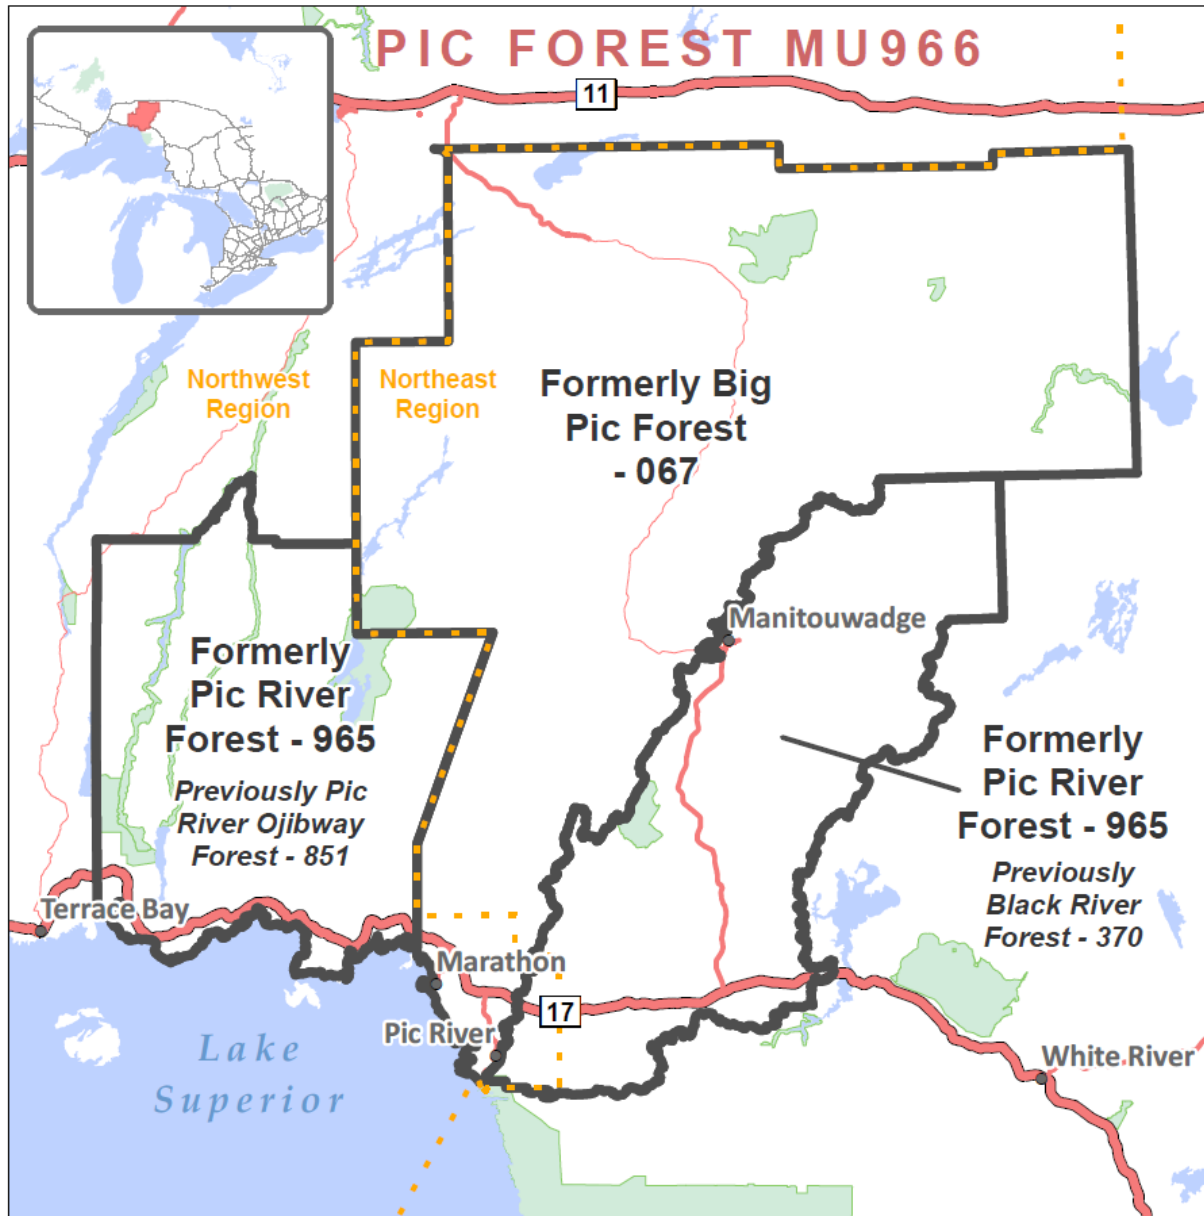 PIC FOREST MU966
11
Northwest
Region
Northeast
Region
Formerly Big
Pic Forest
- 067
Manitouwadge
Formerly
Pic River
Forest - 965
Previously Pic
River Ojibway
Forest - 851
Formerly
Pic River
Forest - 965
Previously
Black River
Forest - 370
Terrace Bay
Marathon
17
Pic River
Lake
Superior
White River